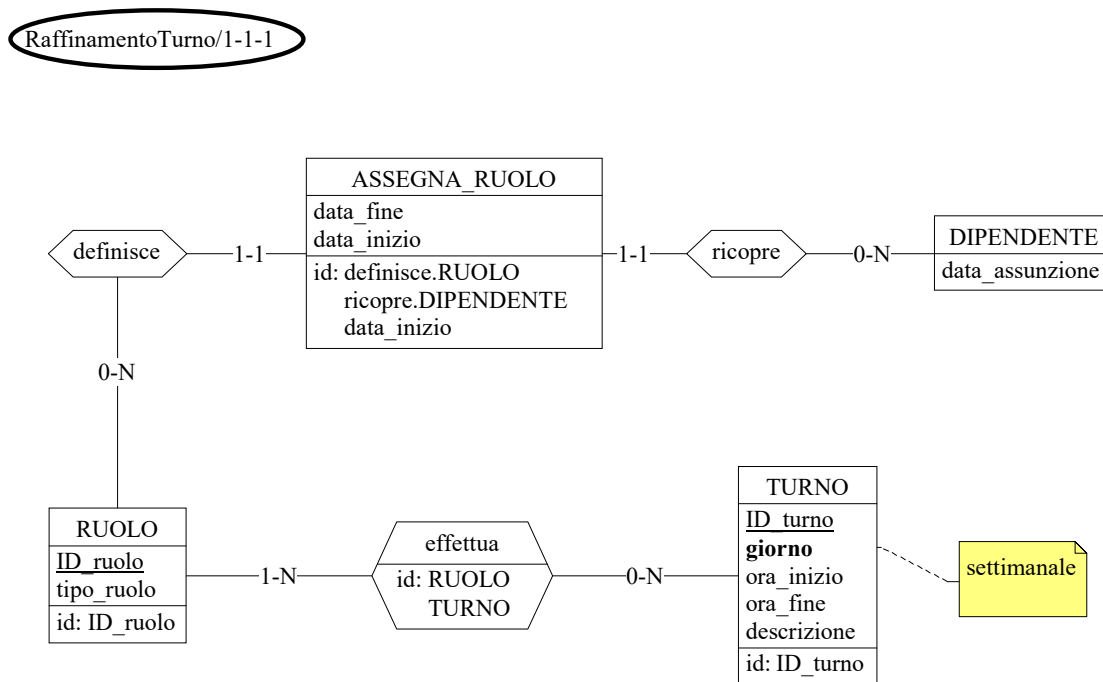 RaffinamentoTurno/1-1-1
ASSEGNA_RUOLO
data_fine
data_inizio
id: definisce.RUOLO
ricopre.DIPENDENTE
data_inizio
definisce
1-1
1-1
ricopre
0-N
DIPENDENTE
data_assunzione
0-N
RUOLO
ID_ruolo
tipo_ruolo
id: ID_ruolo
1-N
effettua
id: RUOLO
TURNO
0-N
TURNO
ID_turno
giorno
ora_inizio
ora_fine
descrizione
id: ID_turno
settimanale